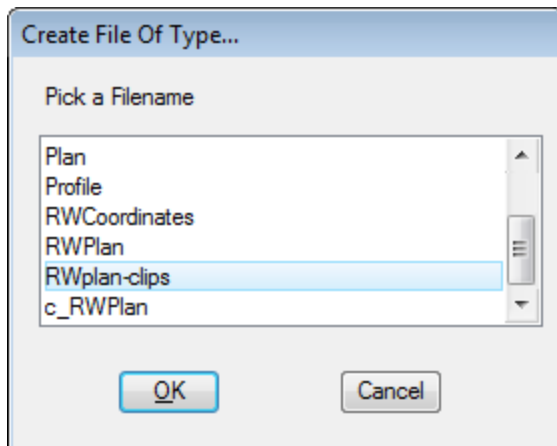 Create File Of Type...
Pick a Filename
Plan
Profile
RWCoordinates
RWPlan
RWplan-clips
c_RWPlan
OK
Cancel